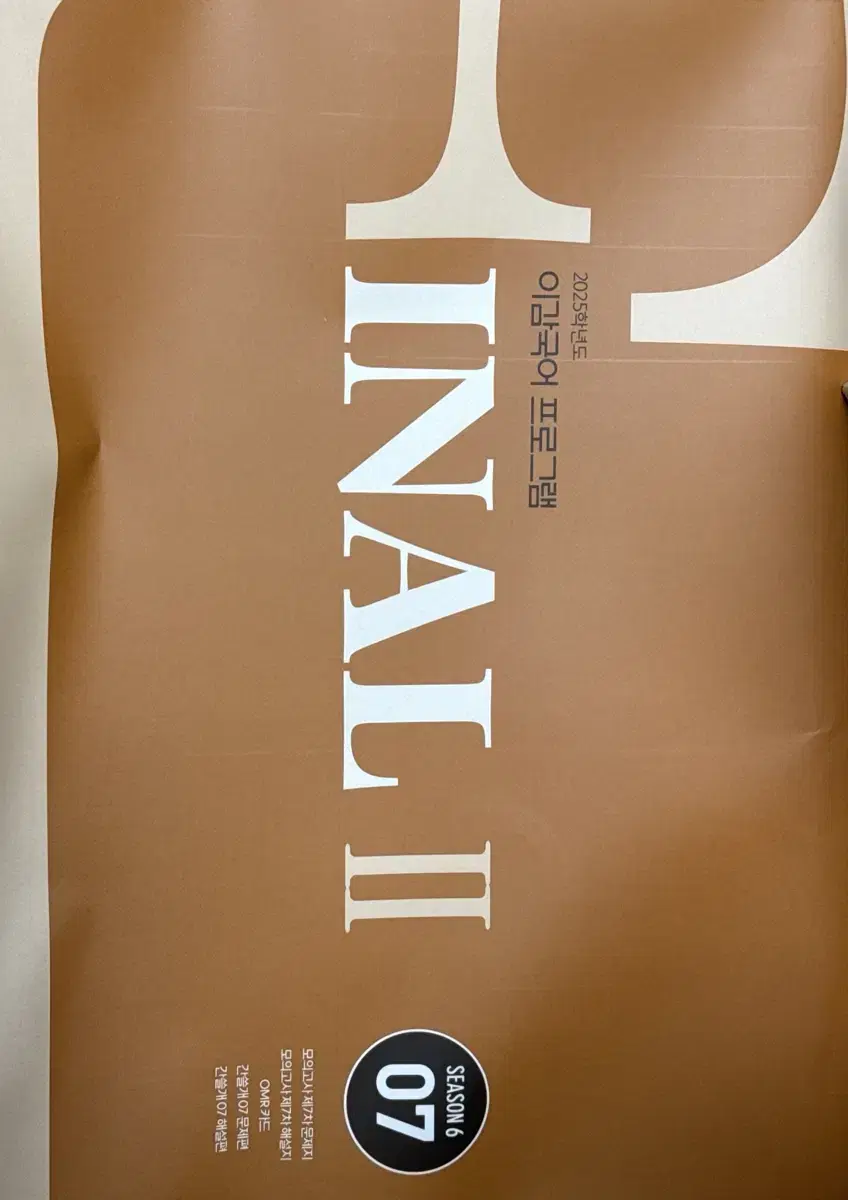 2025학년도
이감국어 프로그램
FINAL II
SEASON 6
07
모의고사 제7차 문제지
모의고사 제7차 해설지
OMR 카드
간쓸개 07 문제편
간쓸개 07 해설편